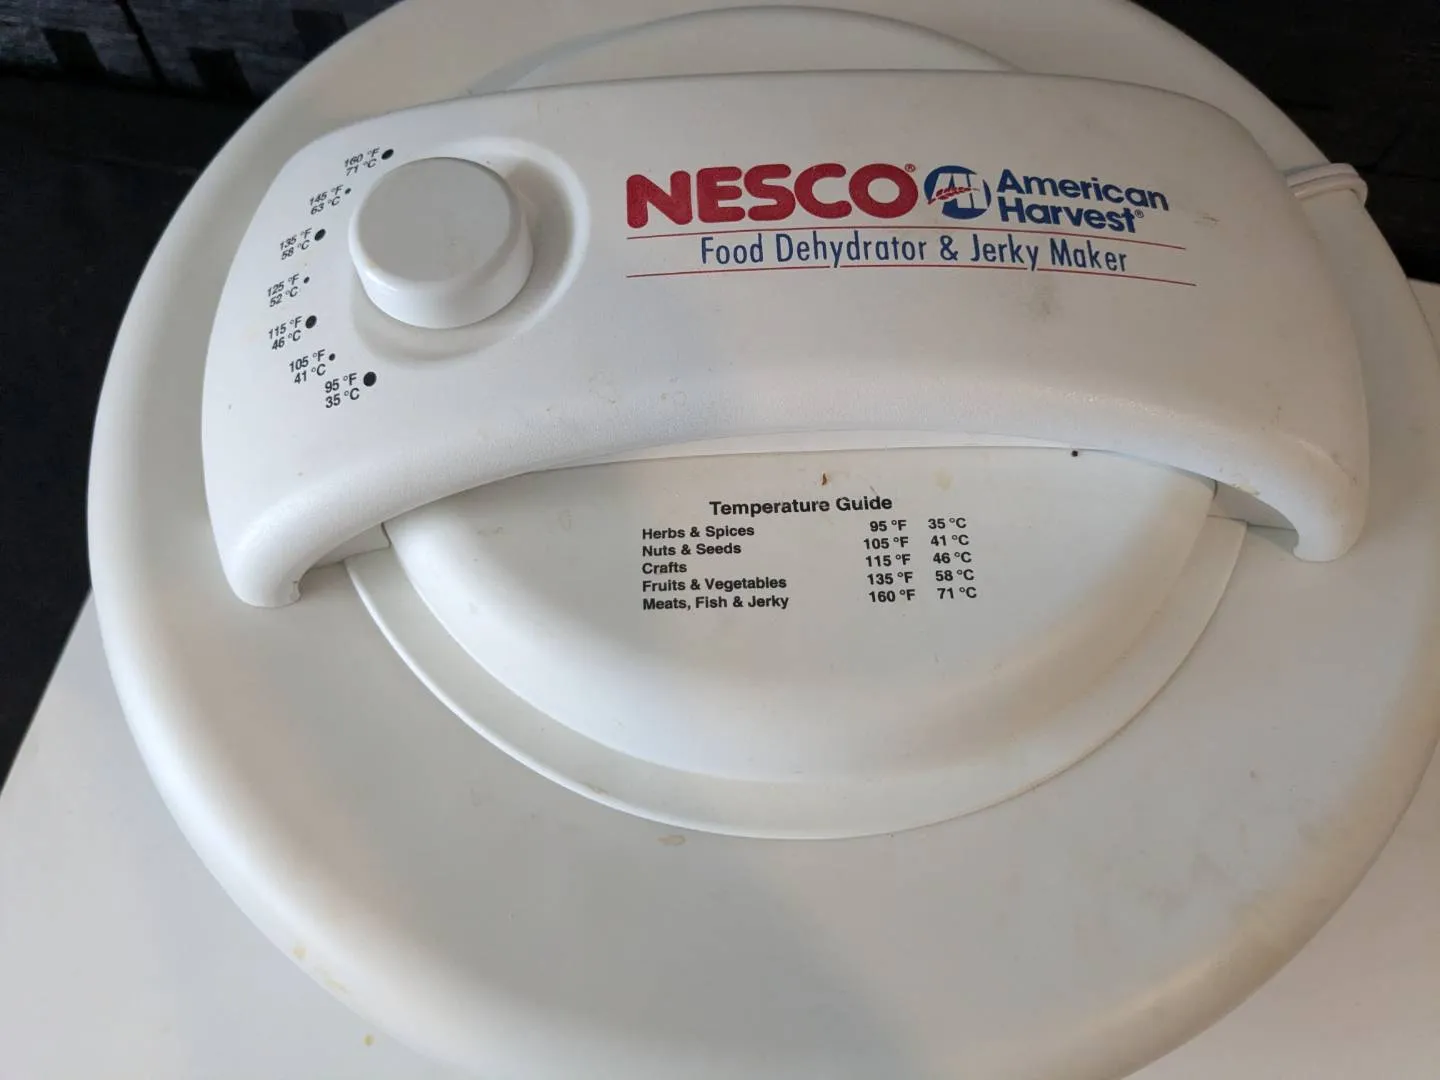 160 °F
71 °C
145 °F
63 °C
135 °F
58 °C
125 °F
52 °C
115 °F
46 °C
105 °F
41 °C
95 °F
35 °C
NESCO® American
Harvest®
Food Dehydrator & Jerky Maker
Temperature Guide
Herbs & Spices 95 °F 35 °C
Nuts & Seeds 105 °F 41 °C
Crafts 115 °F 46 °C
Fruits & Vegetables 135 °F 58 °C
Meats, Fish & Jerky 160 °F 71 °C